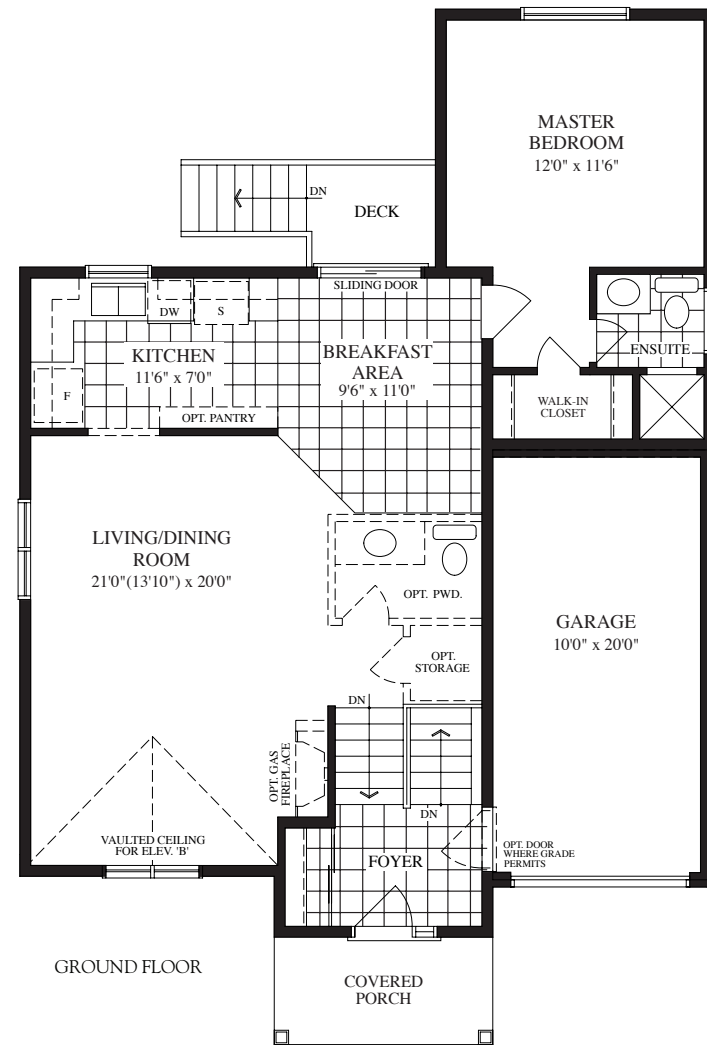 MASTER
BEDROOM
12'0" x 11'6"
DN
DECK
SLIDING DOOR
DW
S
KITCHEN
11'6" x 7'0"
BREAKFAST
AREA
9'6" x 11'0"
ENSUITE
F
OPT. PANTRY
WALK-IN
CLOSET
LIVING/DINING
ROOM
21'0"(13'10") x 20'0"
OPT. PWD.
GARAGE
10'0" x 20'0"
OPT.
STORAGE
DN
OPT. GAS
FIREPLACE
DN
VAULTED CEILING
FOR ELEV. 'B'
FOYER
OPT. DOOR
WHERE GRADE
PERMITS
GROUND FLOOR
COVERED
PORCH